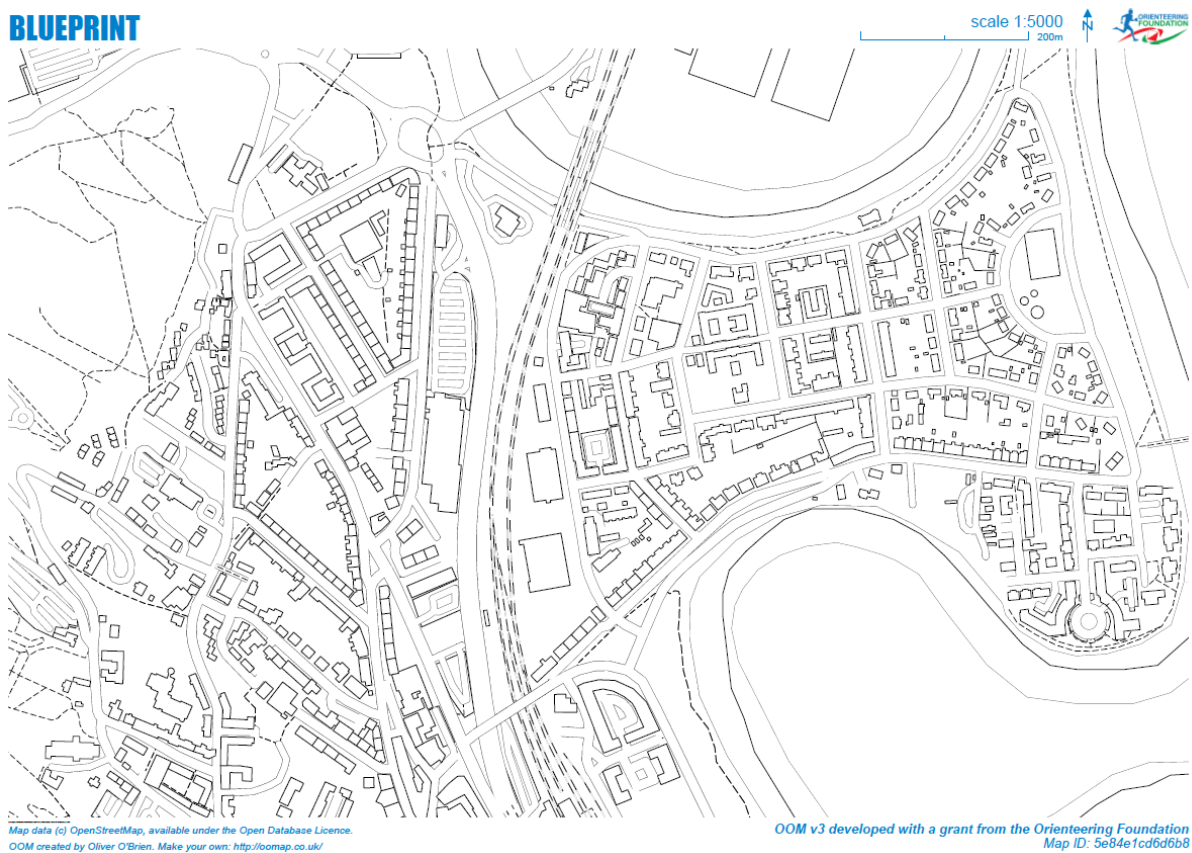 BLUEPRINT
scale 1:5000
200m
N
ORIENTEERING
FOUNDATION
Map data (c) OpenStreetMap, available under the Open Database Licence.
OOM created by Oliver O'Brien. Make your own: http://oomap.co.uk/
OOM v3 developed with a grant from the Orienteering Foundation
Map ID: 5e84e1cd6d6b8